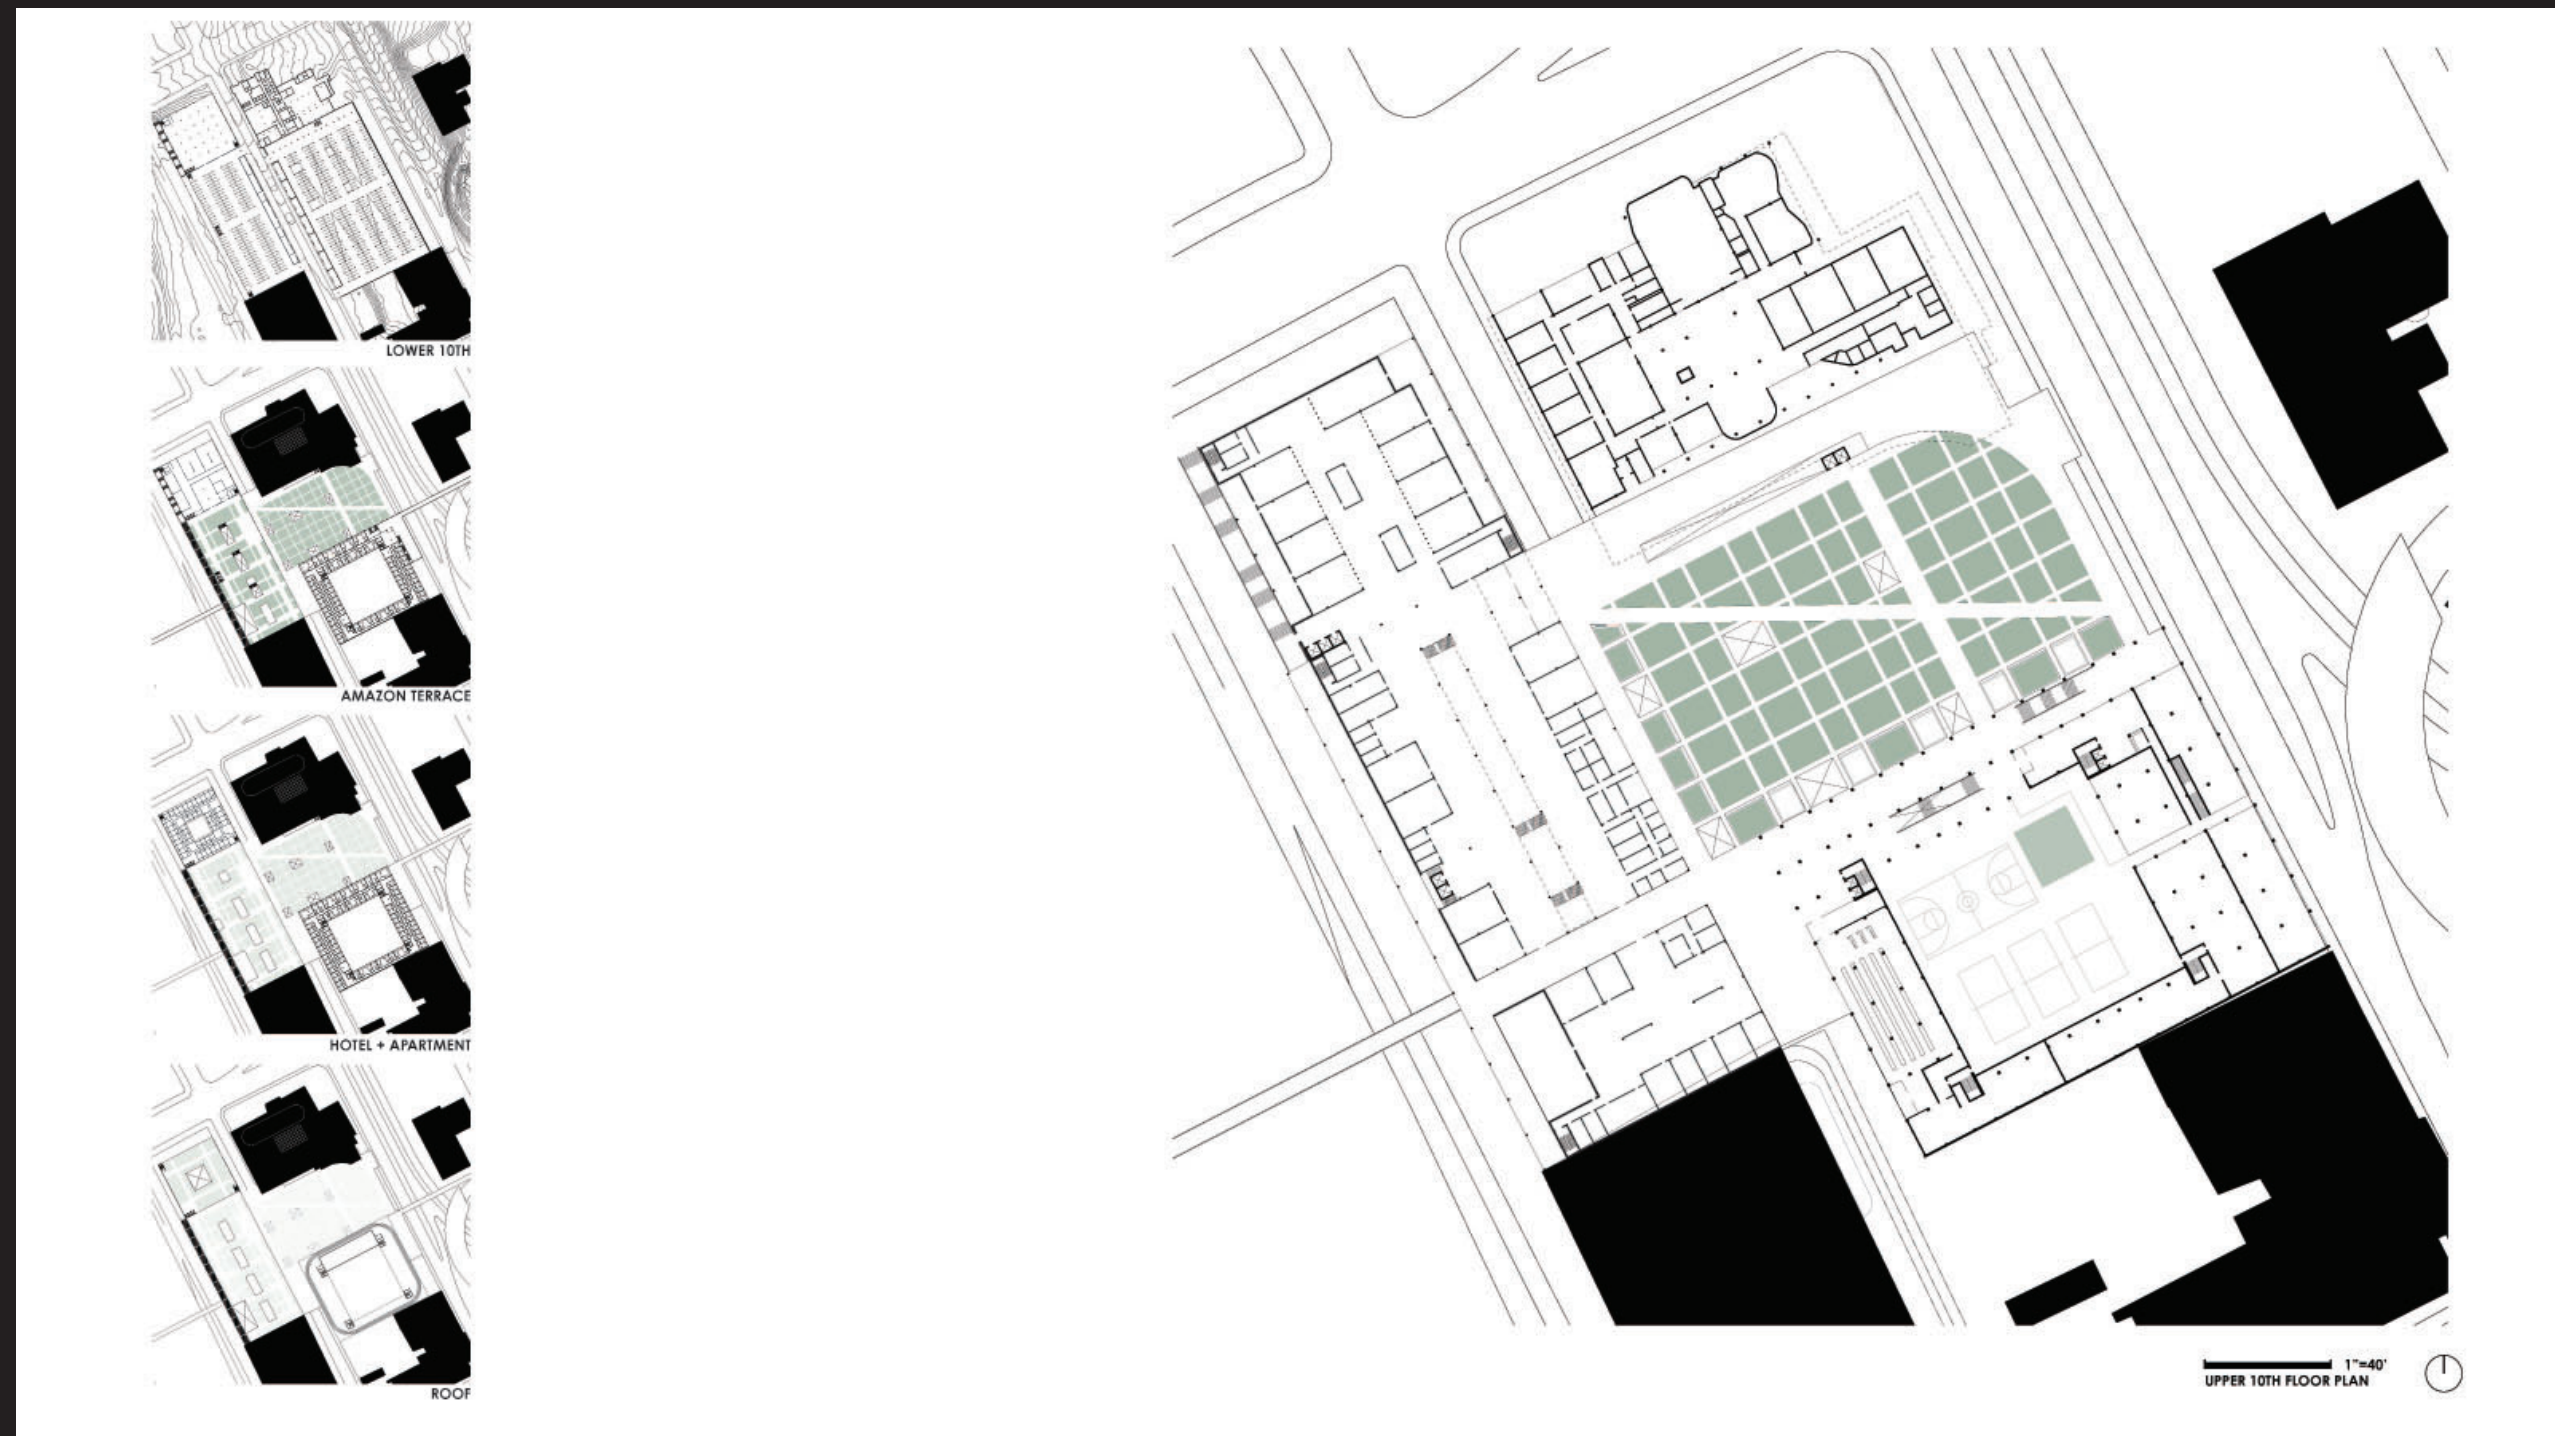 LOWER 10TH
AMAZON TERRACE
HOTEL + APARTMENT
ROOF
1"=40'
UPPER 10TH FLOOR PLAN